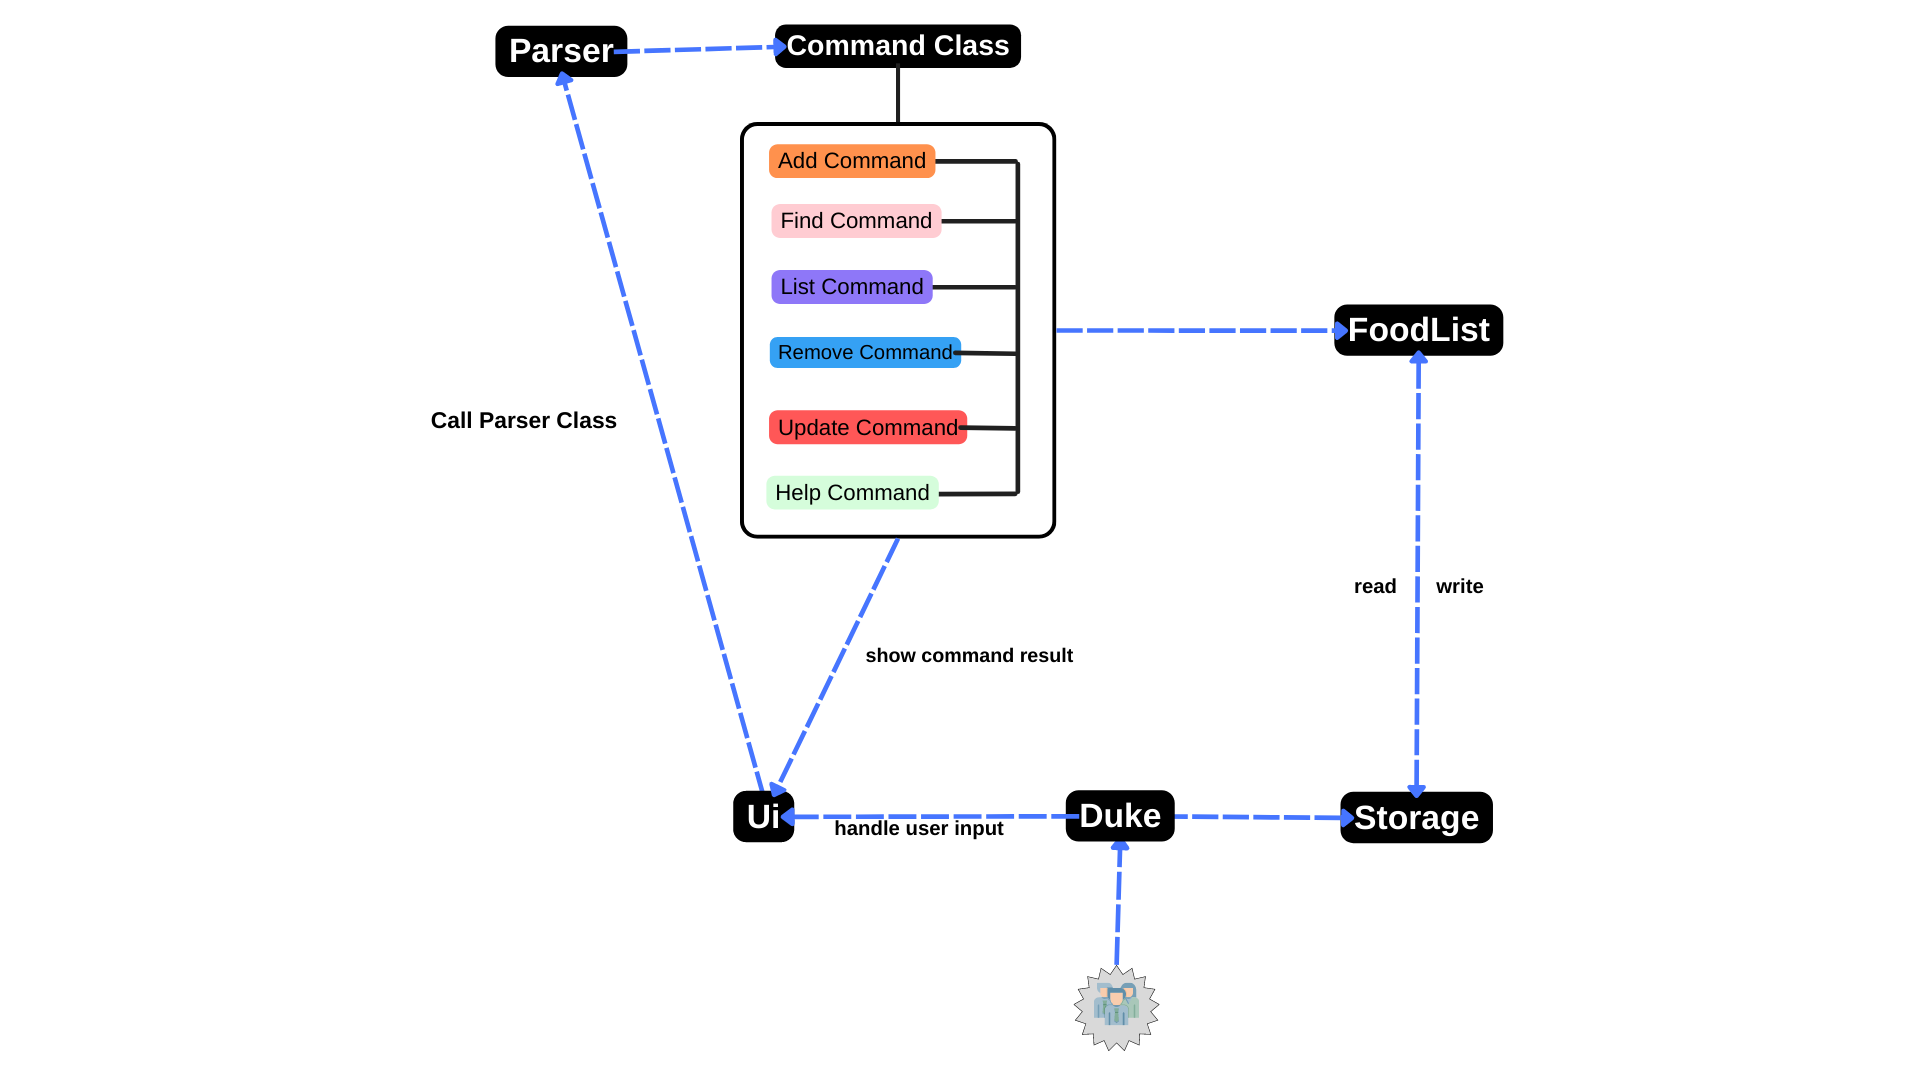 Parser
Command Class
Add Command
Find Command
List Command
Remove Command
Update Command
Help Command
FoodList
Call Parser Class
read
write
show command result
Ui
handle user input
Duke
Storage